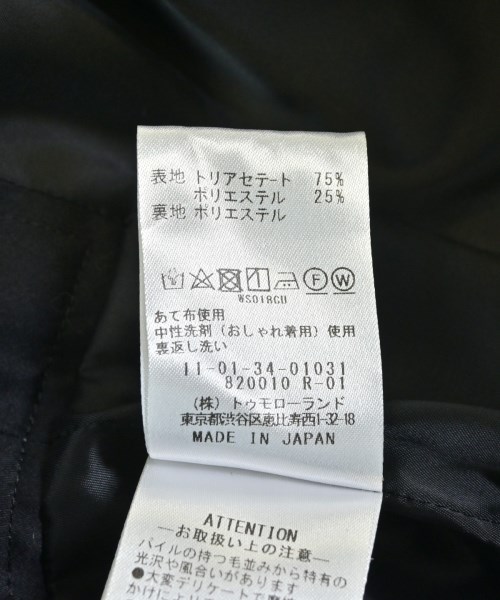 表地 トリアセテート 75%
ポリエステル 25%
裏地 ポリエステル
F W
WS018GU
あて布使用
中性洗剤(おしゃれ着用)使用
裏返し洗い
11-01-34-01031
820010 R-01
(株)トゥモローランド
東京都渋谷区恵比寿西1-32-18
MADE IN JAPAN
ATTENTION
―お取扱い上の注意―
パイルの持つ毛並みから特有の
光沢や風合いがあります
●大変デリケートで
かけにより